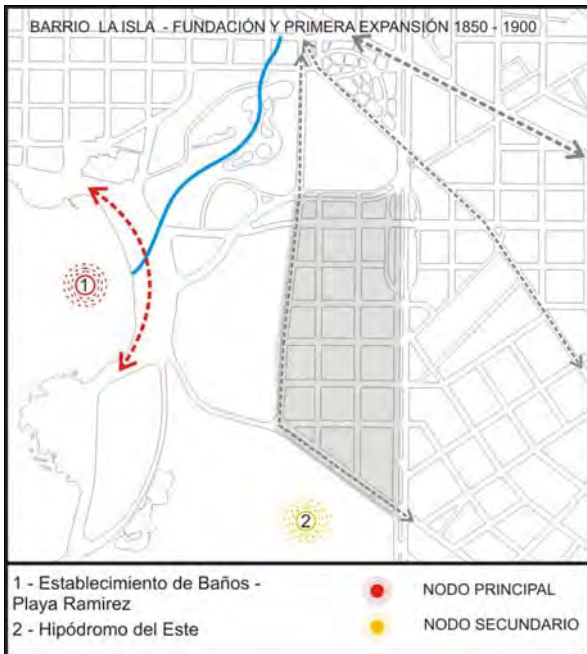 BARRIO LA ISLA - FUNDACIÓN Y PRIMERA EXPANSIÓN 1850 - 1900
1
2
1 - Establecimiento de Baños -
Playa Ramirez
2 - Hipódromo del Este
NODO PRINCIPAL
NODO SECUNDARIO